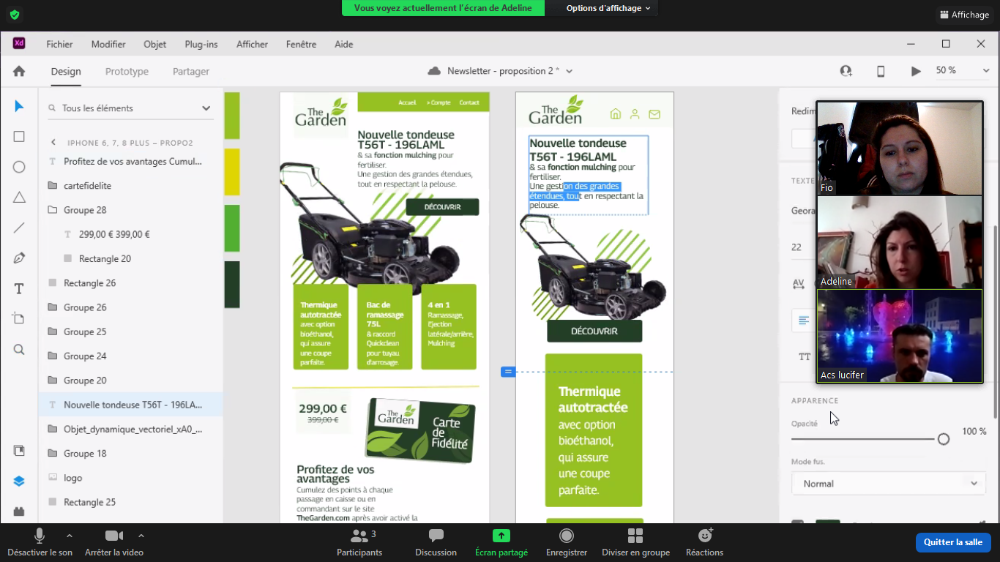 Vous voyez actuellement l'écran de Adeline
Options d'affichage
Affichage
Xd
Fichier
Modifier
Objet
Plug-ins
Afficher
Fenêtre
Aide
Design
Prototype
Partager
Newsletter - proposition 2 *
50 %
Tous les éléments
IPHONE 6, 7, 8 PLUS – PROPO2
Profitez de vos avantages Cumul...
cartefidelite
Groupe 28
299,00 € 399,00 €
Rectangle 20
Rectangle 26
Groupe 26
Groupe 25
Groupe 24
Groupe 20
Nouvelle tondeuse T56T - 196LA...
Objet_dynamique_vectoriel_xA0_...
Groupe 18
logo
Rectangle 25
The
Garden
Accueil
> Compte
Contact
Nouvelle tondeuse
T56T - 196LAML
& sa fonction mulching pour
fertiliser.
Une gestion des grandes étendues,
tout en respectant la pelouse.
DÉCOUVRIR
Thermique
autotractée
avec option
bioéthanol,
qui assure
une coupe
parfaite.
Bac de
ramassage
75L
& raccord
Quickclean
pour tuyau
d'arrosage.
4 en 1
Ramassage,
Ejection
latérale/arrière,
Mulching
299,00 €
399,00 €
The
Garden
Carte
de
Fidélité
Profitez de vos
avantages
Cumulez des points à chaque
passage en caisse ou en
commandant sur le site
TheGarden.com après avoir activé la
The
Garden
Nouvelle tondeuse
T56T - 196LAML
& sa fonction mulching pour
fertiliser.
Une gestion des grandes
étendues, tout en respectant la
pelouse.
DÉCOUVRIR
Thermique
autotractée
avec option
bioéthanol,
qui assure
une coupe
parfaite.
Redim
TEXTE
Geora
22
AV
TT
Fio
Adeline
Acs lucifer
APPARENCE
Opacité
100 %
Mode fus.
Normal
Désactiver le son
Arrêter la video
Participants
3
Discussion
Écran partagé
Enregistrer
Diviser en groupe
Réactions
Quitter la salle